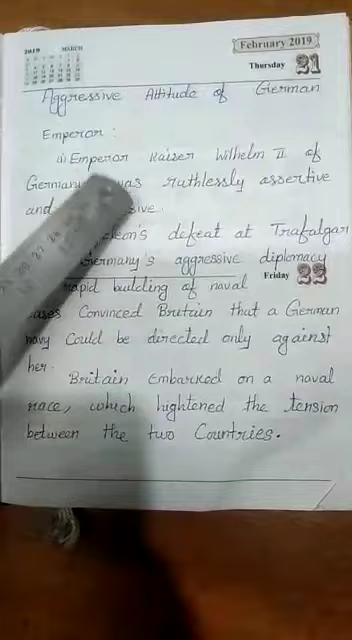 2019 MARCH
February 2019
Thursday 21
Aggressive Attitude of German
Emperor :
(i) Emperor Kaiser Wilhelm II of
Germany was ruthlessly assertive
and
defeat at Trafalgar
Germany's aggressive diplomacy
Friday 22
rapid building of naval
Convinced Britain that a German
navy Could be directed only against
her.
Britain Embarked on a naval
race, which hightened the tension
between the two Countries.